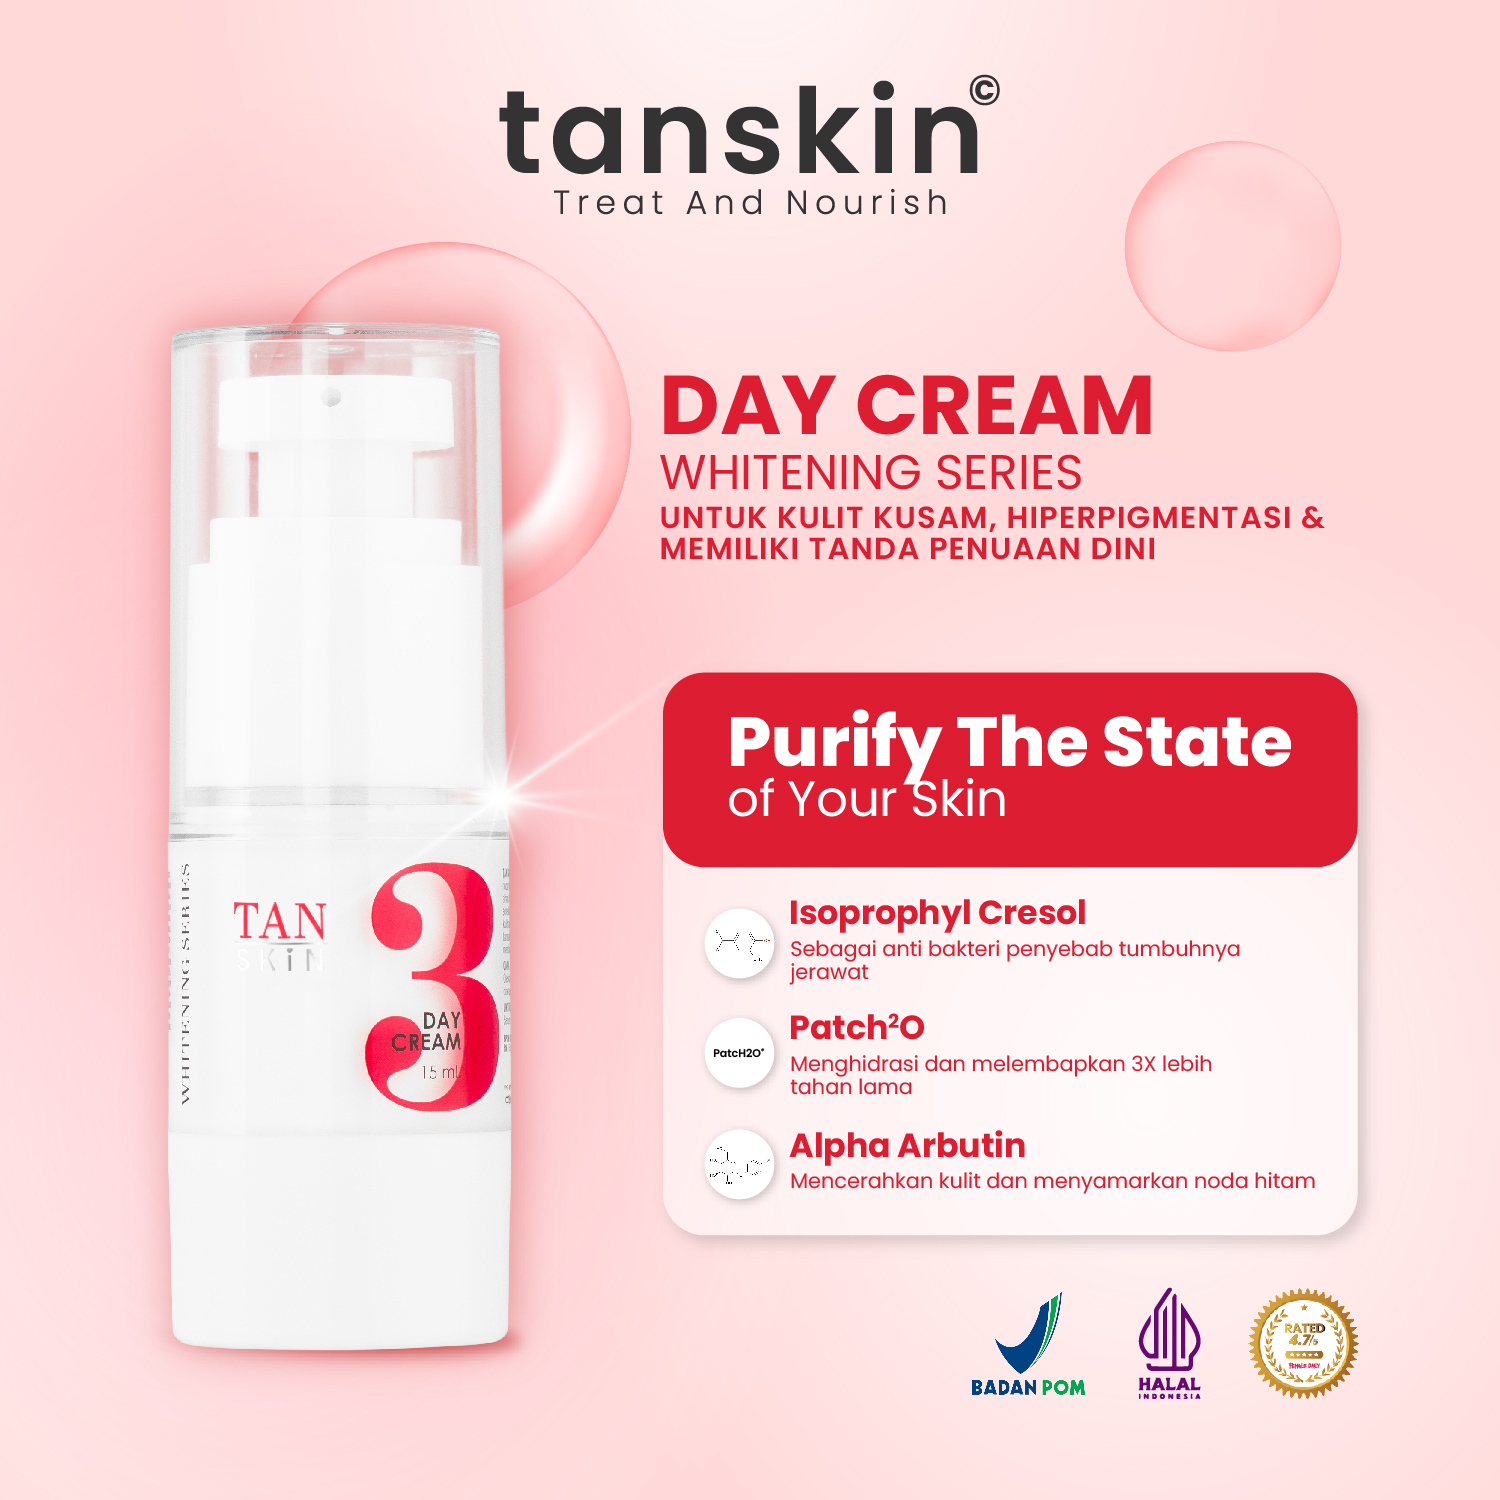 tanskin©
Treat And Nourish
DAY CREAM
WHITENING SERIES
UNTUK KULIT KUSAM, HIPERPIGMENTASI &
MEMILIKI TANDA PENUAAN DINI
Purify The State
of Your Skin
Isoprophyl Cresol
Sebagai anti bakteri penyebab tumbuhnya
jerawat
PatcH2O*
Patch²O
Menghidrasi dan melembapkan 3X lebih
tahan lama
Alpha Arbutin
Mencerahkan kulit dan menyamarkan noda hitam
WHITENING SERIES
TAN
SKiN
3
DAY
CREAM
15 mL
BADAN POM
HALAL
INDONESIA
RATED
4.7/5
FEMALE DAILY